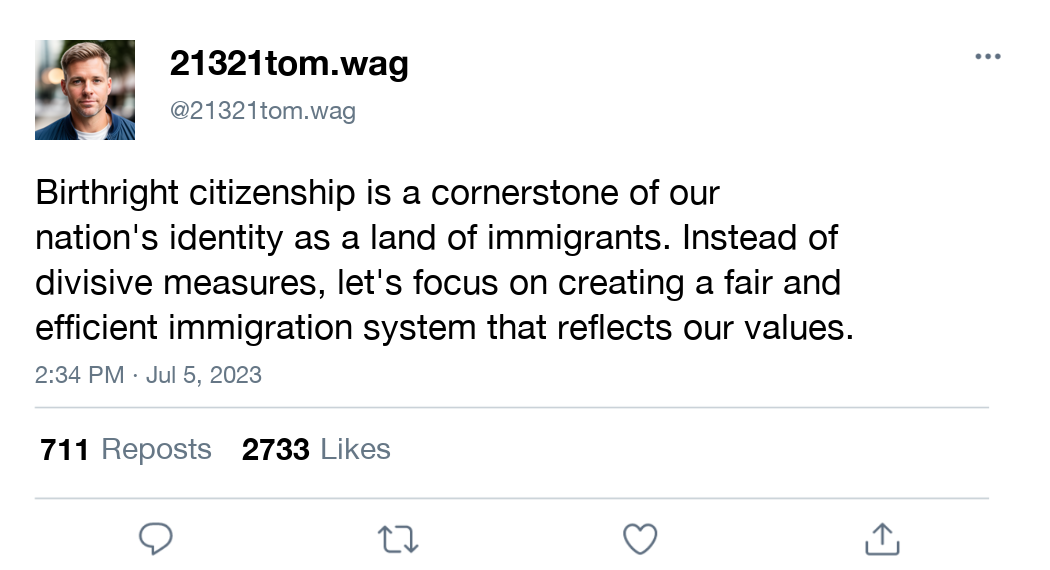 21321tom.wag
@21321tom.wag
Birthright citizenship is a cornerstone of our
nation's identity as a land of immigrants. Instead of
divisive measures, let's focus on creating a fair and
efficient immigration system that reflects our values.
2:34 PM · Jul 5, 2023
711 Reposts 2733 Likes